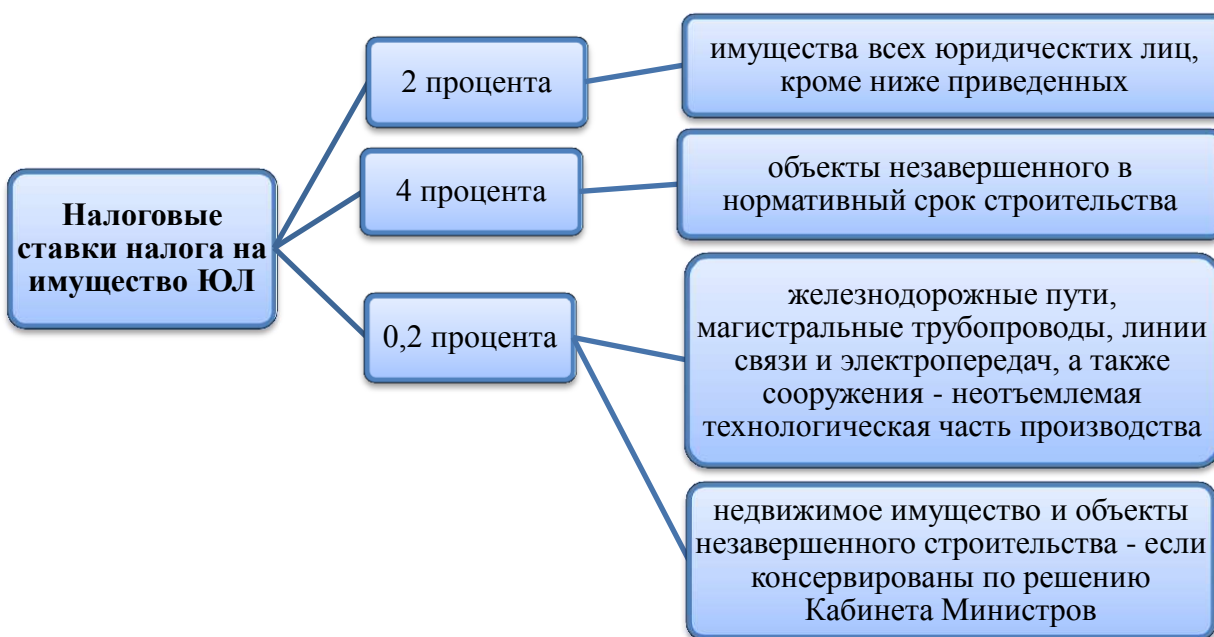 Налоговые
ставки налога на
имущество ЮЛ
2 процента
имущества всех юридическтих лиц,
кроме ниже приведенных
4 процента
объекты незавершенного в
нормативный срок строительства
0,2 процента
железнодорожные пути,
магистральные трубопроводы, линии
связи и электропередач, а также
сооружения - неотъемлемая
технологическая часть производства
недвижимое имущество и объекты
незавершенного строительства - если
консервированы по решению
Кабинета Министров